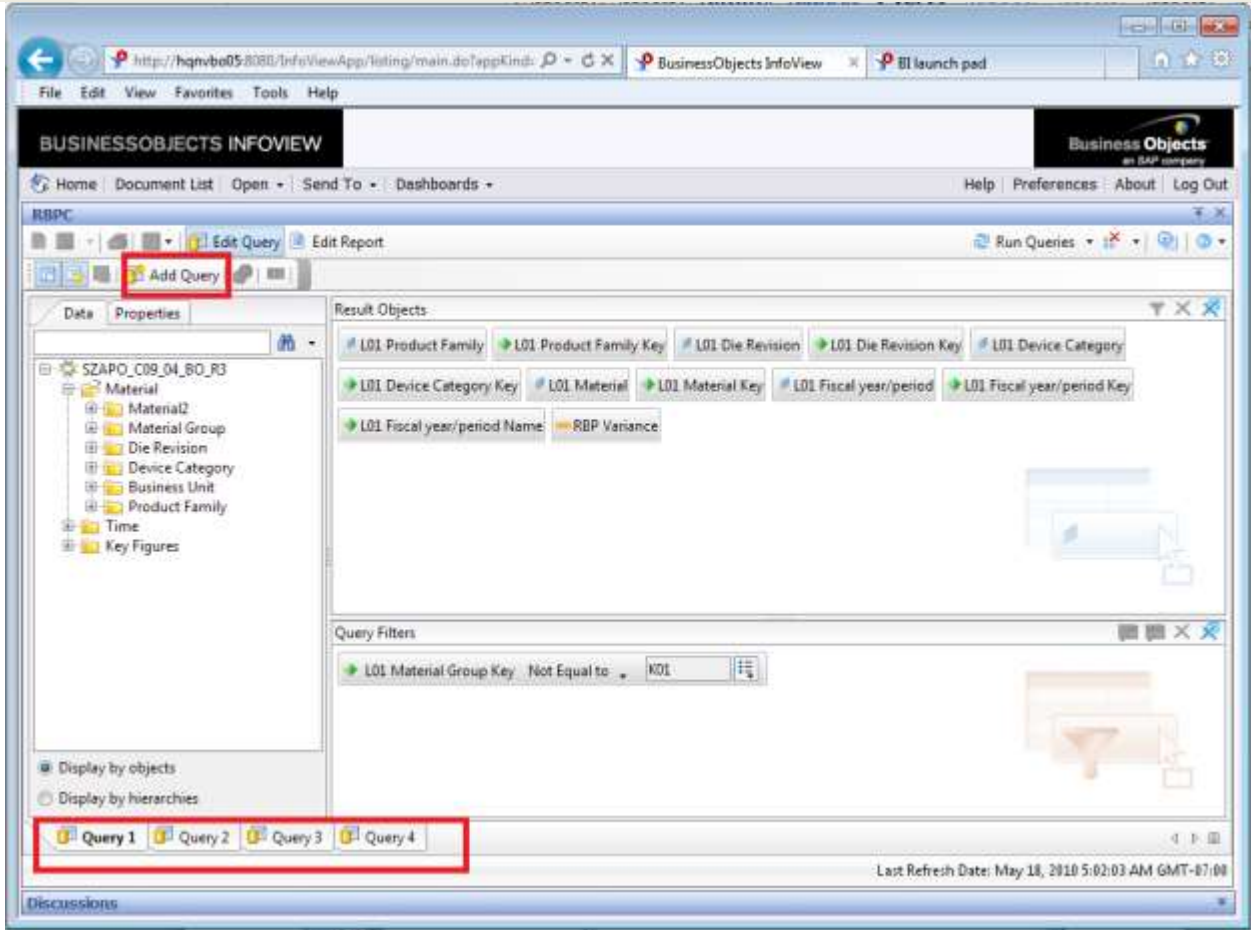 http://hqnvbo05:8080/InfoViewApp/listing/main.do?appKind:
BusinessObjects InfoView
BI launch pad
File Edit View Favorites Tools Help
BUSINESSOBJECTS INFOVIEW
Business Objects
an SAP company
Home Document List Open Send To Dashboards
Help Preferences About Log Out
RBPC
Edit Query Edit Report
Run Queries
Add Query
Data Properties
Result Objects
L01 Product Family L01 Product Family Key L01 Die Revision L01 Die Revision Key L01 Device Category
SZAPO_C09_04_BO_R3
L01 Device Category Key L01 Material L01 Material Key L01 Fiscal year/period L01 Fiscal year/period Key
Material
Material2
Material Group
L01 Fiscal year/period Name RBP Variance
Die Revision
Device Category
Business Unit
Product Family
Time
Key Figures
Query Filters
L01 Material Group Key Not Equal to K01
Display by objects
Display by hierarchies
Query 1 Query 2 Query 3 Query 4
Last Refresh Date: May 18, 2010 5:02:03 AM GMT-07:00
Discussions